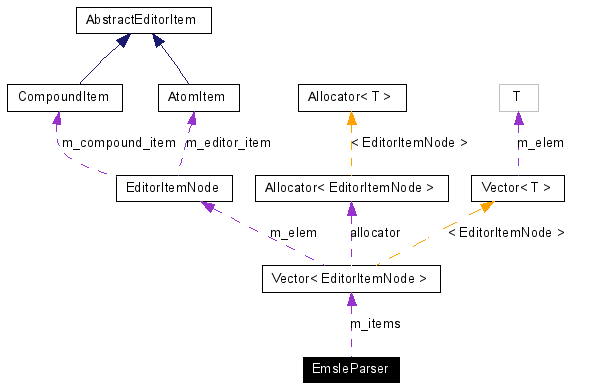 AbstractEditorItem
CompoundItem
AtomItem
Allocator< T >
T
m_compound_item
m_editor_item
< EditorItemNode >
m_elem
EditorItemNode
Allocator< EditorItemNode >
Vector< T >
m_elem
allocator
< EditorItemNode >
Vector< EditorItemNode >
m_items
EmsleParser